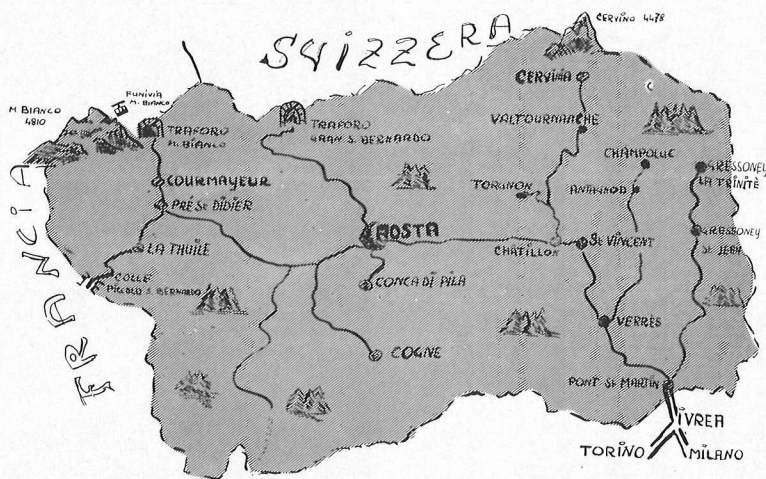 SVIZZERA
CERVINO 4478
FUNIVIA
M. BIANCO
M BIANCO
4810
TRAFORO
M. BIANCO
TRAFORO
GRAN S. BERNARDO
CERVINIA
VALTOURNANCHE
CHAMPOLUC
GRESSONEY
LA TRINITÈ
COURMAYEUR
TORGNON
ANTAGNOD
PRÉ St DIDIER
FRANCIA
AOSTA
GRESSONEY
St JEAN
LA THUILE
CHÂTILLON
St VINCENT
COLLE
PICCOLO S. BERNARDO
CONCA DI PILA
VERRÈS
COGNE
PONT St MARTIN
IVREA
TORINO
MILANO